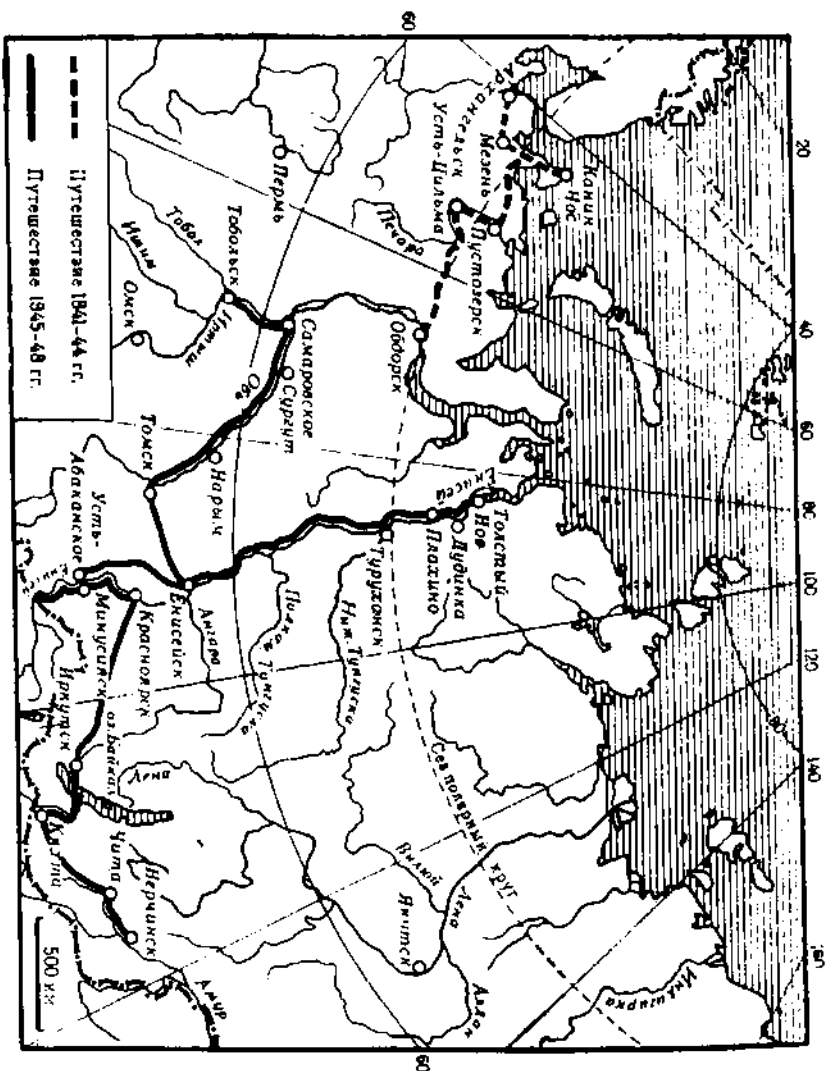 20
40
60
80
100
120
140
160
80
60
60
Канин
Нос
Архангельск
Мезень
Усть-Цильма
Пустозерск
Печора
Пермь
Обдорск
Тобольск
Тобол
Ишим
Омск
Иртыш
Самаровское
Сургут
Обь
Нарым
Томск
Толстый
Нос
Дудинка
Плахино
Енисей
Туруханск
Ниж. Тунгуска
Подкам. Тунгуска
Ангара
Енисейск
Красноярск
Усть-
Абаканское
Минусинск
Енисей
Иркутск
оз. Байкал
Кяхта
Чита
Нерчинск
Амур
Лена
Вилюй
Лена
Якутск
Алдан
Индигирка
Сев. полярный круг
Путешествие 1841-44 гг.
Путешествие 1845-48 гг.
500 км